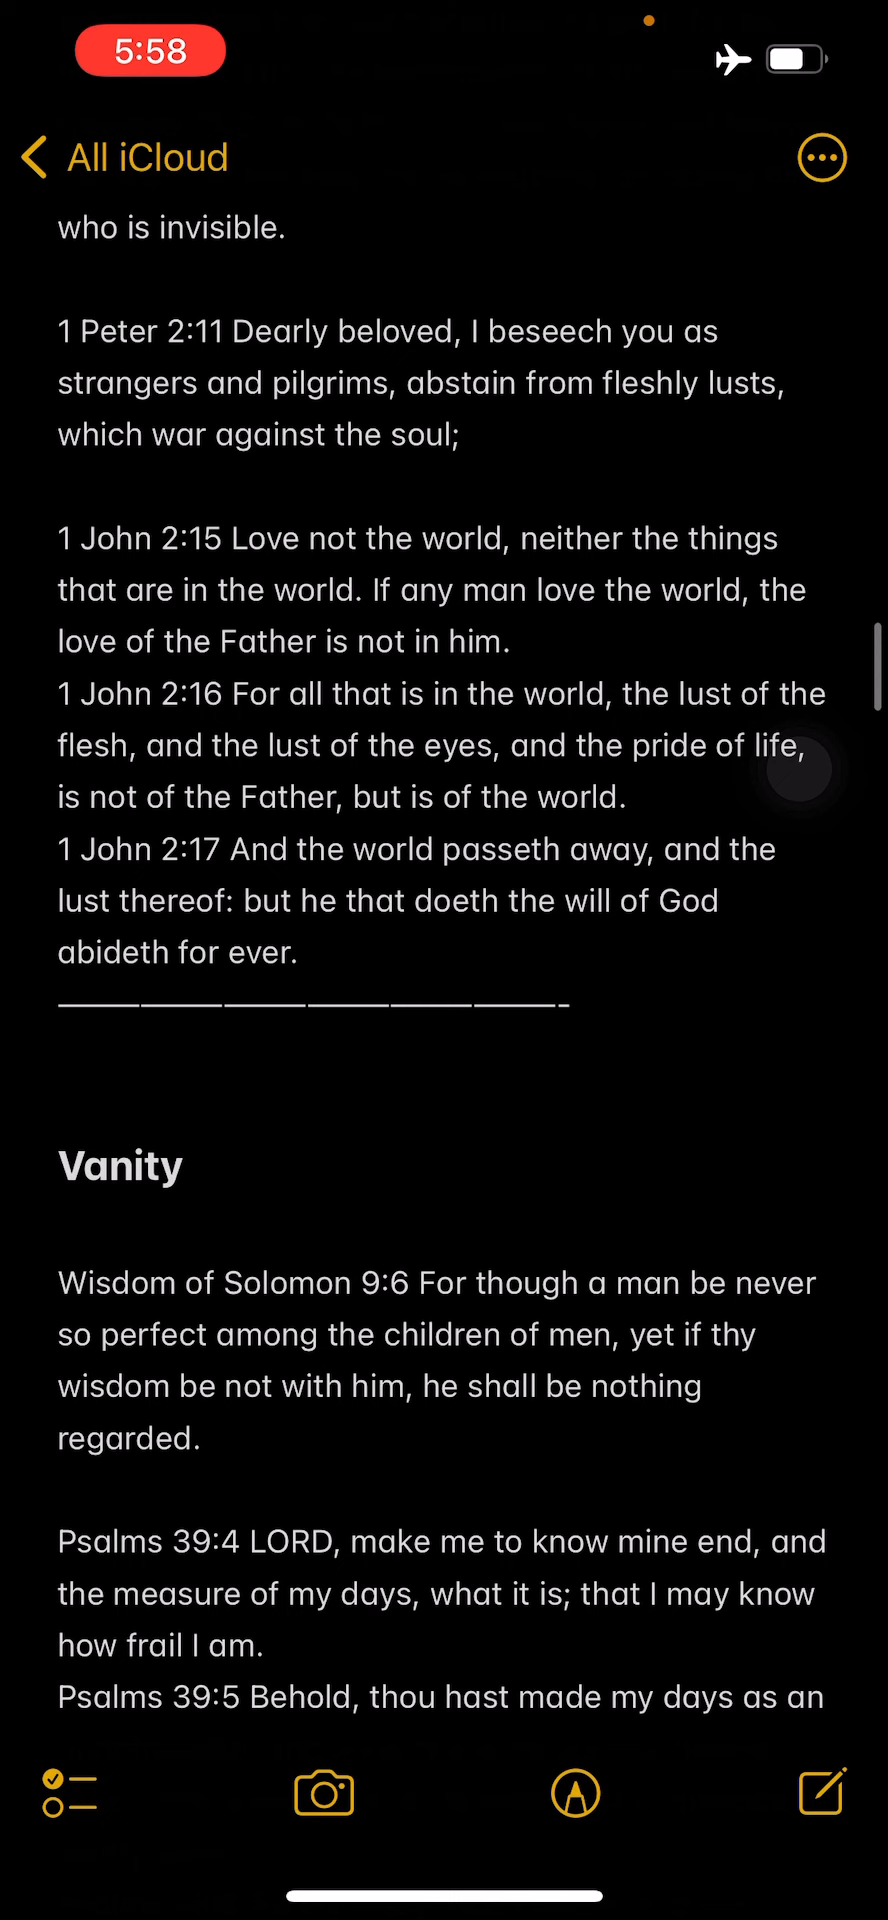 5:58
All iCloud
who is invisible.
1 Peter 2:11 Dearly beloved, I beseech you as
strangers and pilgrims, abstain from fleshly lusts,
which war against the soul;
1 John 2:15 Love not the world, neither the things
that are in the world. If any man love the world, the
love of the Father is not in him.
1 John 2:16 For all that is in the world, the lust of the
flesh, and the lust of the eyes, and the pride of life,
is not of the Father, but is of the world.
1 John 2:17 And the world passeth away, and the
lust thereof: but he that doeth the will of God
abideth for ever.
——————————————————-
Vanity
Wisdom of Solomon 9:6 For though a man be never
so perfect among the children of men, yet if thy
wisdom be not with him, he shall be nothing
regarded.
Psalms 39:4 LORD, make me to know mine end, and
the measure of my days, what it is; that I may know
how frail I am.
Psalms 39:5 Behold, thou hast made my days as an